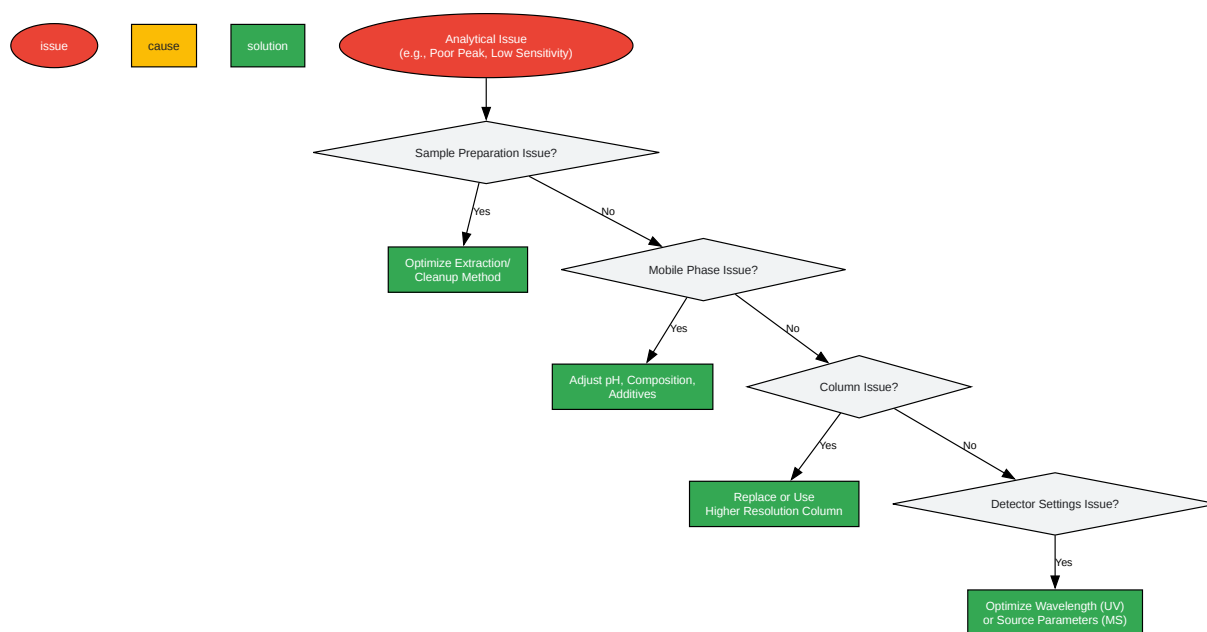 issue
cause
solution
Analytical Issue
(e.g., Poor Peak, Low Sensitivity)
Sample Preparation Issue?
Yes
No
Optimize Extraction/
Cleanup Method
Mobile Phase Issue?
Yes
No
Adjust pH, Composition,
Additives
Column Issue?
Yes
No
Replace or Use
Higher Resolution Column
Detector Settings Issue?
Yes
Optimize Wavelength (UV)
or Source Parameters (MS)